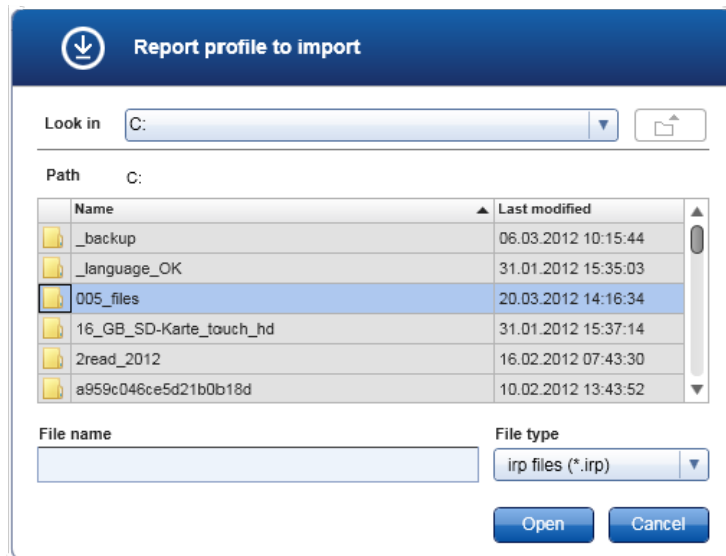 Report profile to import
Look in C:
Path C:
Name Last modified
_backup 06.03.2012 10:15:44
_language_OK 31.01.2012 15:35:03
005_files 20.03.2012 14:16:34
16_GB_SD-Karte_touch_hd 31.01.2012 15:37:14
2read_2012 16.02.2012 07:43:30
a959c046ce5d21b0b18d 10.02.2012 13:43:52
File name File type
irp files (*.irp)
Open Cancel